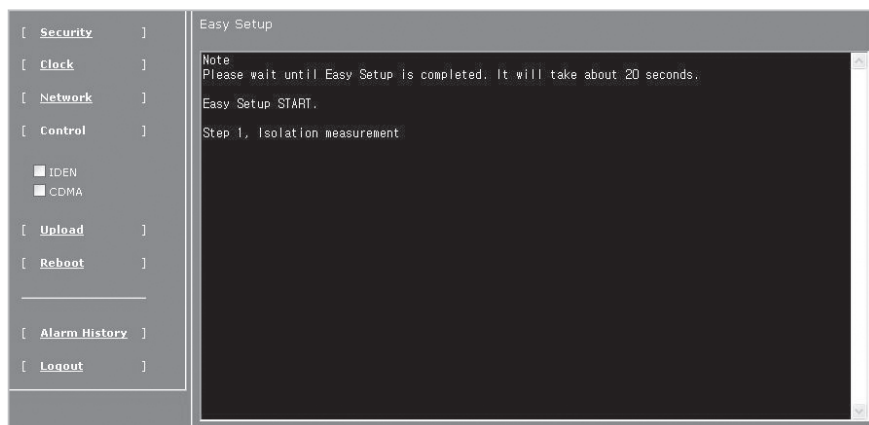 [ Security ]
[ Clock ]
[ Network ]
[ Control ]
IDEN
CDMA
[ Upload ]
[ Reboot ]
[ Alarm History ]
[ Logout ]
Easy Setup
Note
Please wait until Easy Setup is completed. It will take about 20 seconds.
Easy Setup START.
Step 1, Isolation measurement